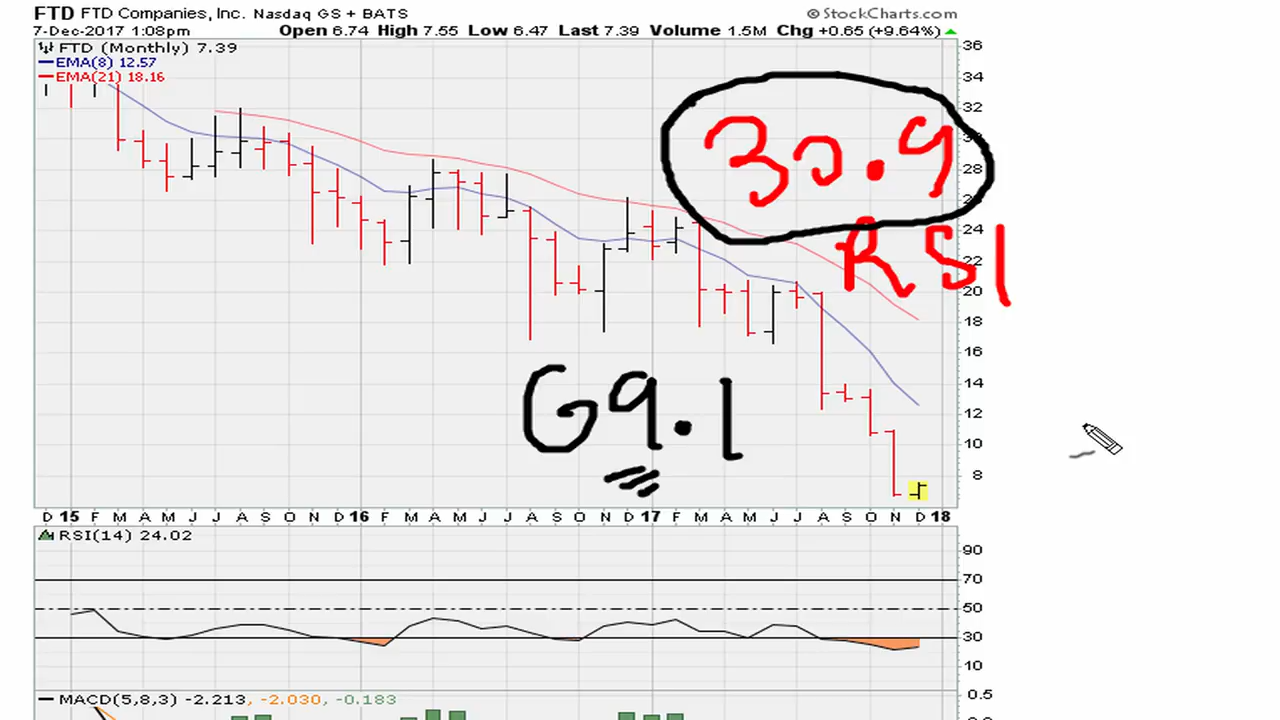 FTD FTD Companies, Inc. Nasdaq GS + BATS ©StockCharts.com
7-Dec-2017 1:08pm Open 6.74 High 7.55 Low 6.47 Last 7.39 Volume 1.5M Chg +0.65 (+9.64%)
FTD (Monthly) 7.39
EMA(8) 12.57
EMA(21) 18.16
36
34
32
30
28
26
24
22
20
18
16
14
12
10
8
30.9
RSI
69.1
D 15 F M A M J J A S O N D 16 F M A M J J A S O N D 17 F M A M J J A S O N D 18
RSI(14) 24.02
90
70
50
30
10
MACD(5,8,3) -2.213, -2.030, -0.183
0.5
0.0